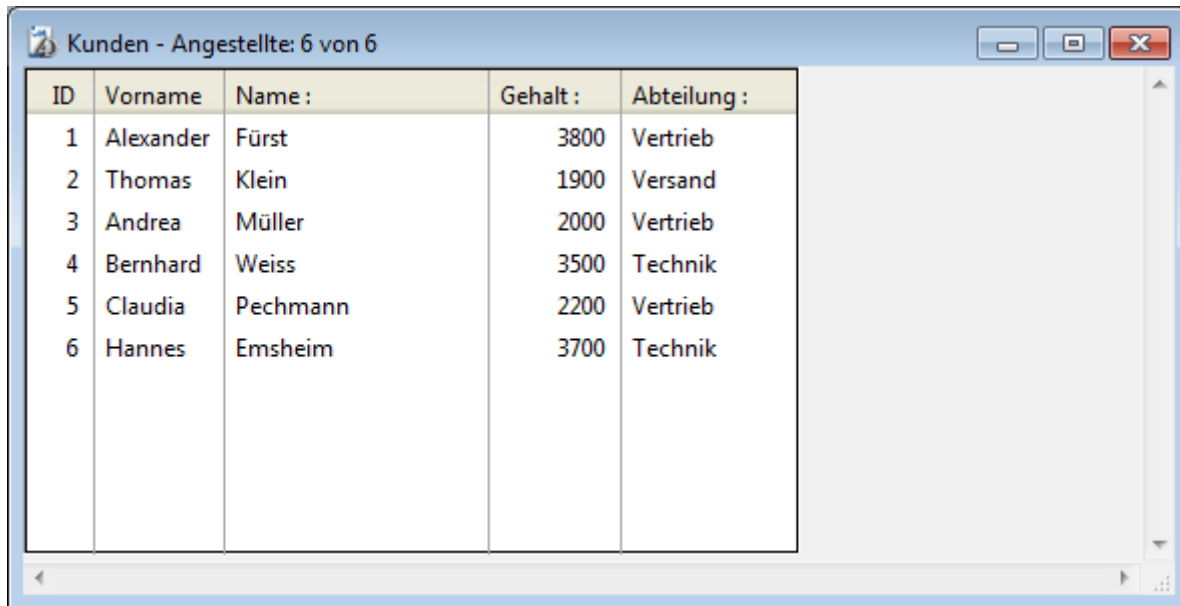 Kunden - Angestellte: 6 von 6
ID Vorname Name : Gehalt : Abteilung :
1 Alexander Fürst 3800 Vertrieb
2 Thomas Klein 1900 Versand
3 Andrea Müller 2000 Vertrieb
4 Bernhard Weiss 3500 Technik
5 Claudia Pechmann 2200 Vertrieb
6 Hannes Emsheim 3700 Technik